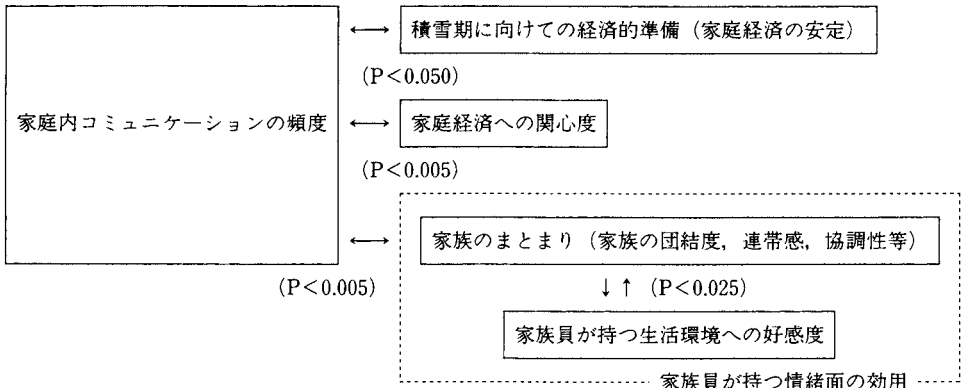 積雪期に向けての経済的準備（家庭経済の安定）
(P<0.050)
家庭内コミュニケーションの頻度
家庭経済への関心度
(P<0.005)
家族のまとまり（家族の団結度，連帯感，協調性等）
(P<0.005)
↓ ↑ (P<0.025)
家族員が持つ生活環境への好感度
家族員が持つ情緒面の効用